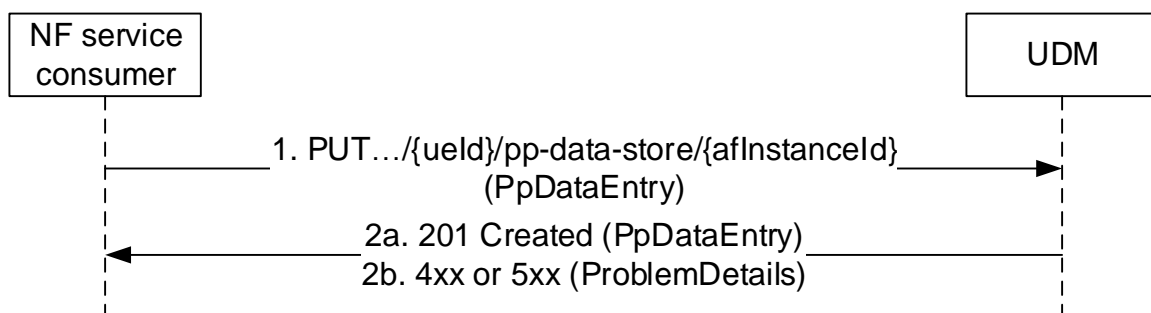 NF service
consumer
UDM
1. PUT…/{ueId}/pp-data-store/{afInstanceId}
(PpDataEntry)
2a. 201 Created (PpDataEntry)
2b. 4xx or 5xx (ProblemDetails)